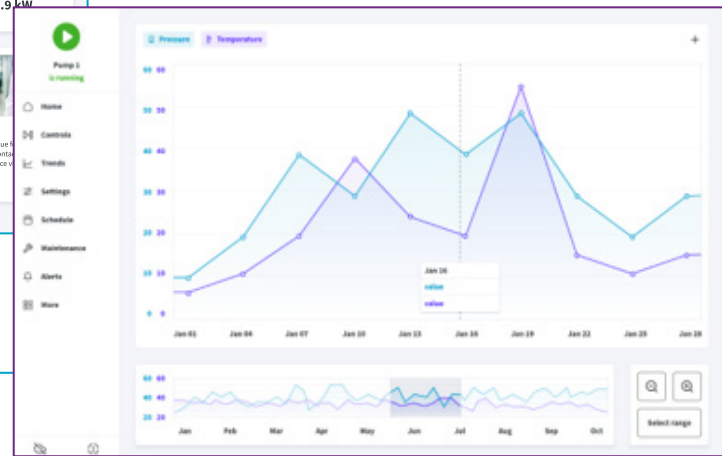 .9 kW
Pump 1
is running
Home
Controls
Trends
Settings
Schedule
Maintenance
Alerts
More
Pressure Temperature +
60 60
50 50
40 40
30 30
20 20
10 10
0 0
Jan 16
value
value
Jan 01 Jan 04 Jan 07 Jan 10 Jan 13 Jan 16 Jan 19 Jan 22 Jan 25 Jan 28
60 60
40 40
20 20
Jan Feb Mar Apr May Jun Jul Aug Sep Oct
Select range